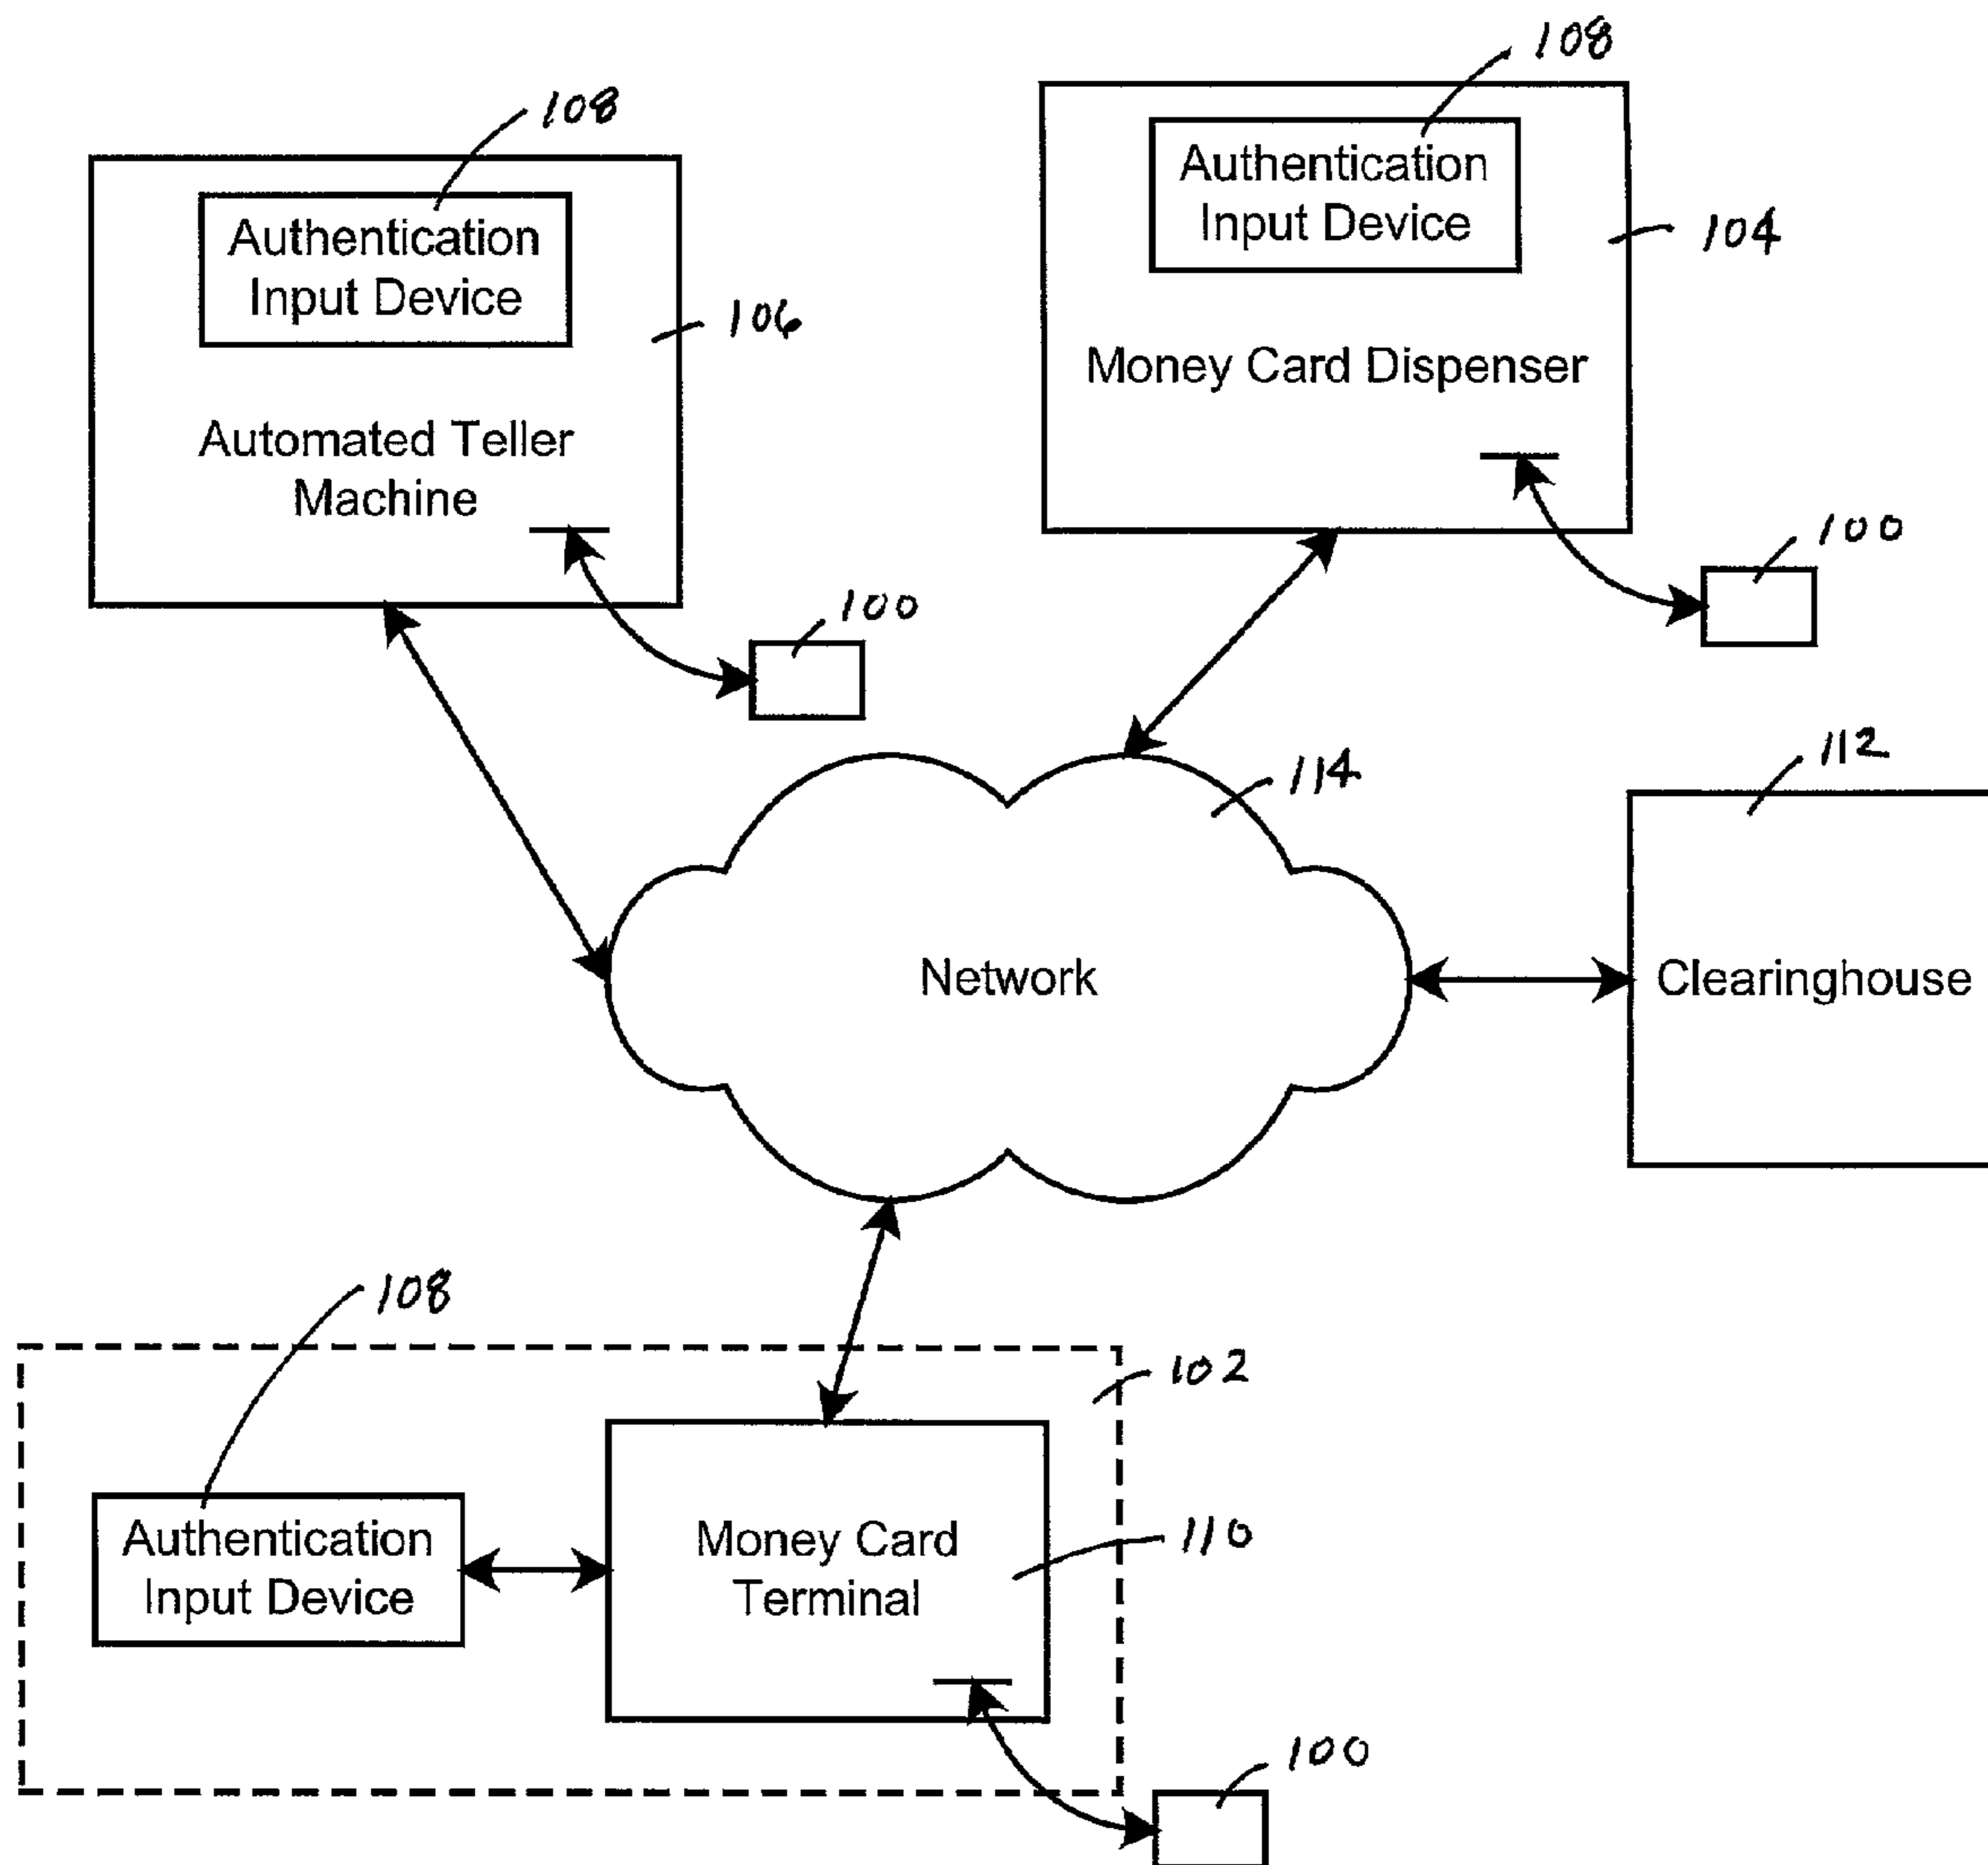 108
108
Authentication
Input Device
104
Authentication
Input Device
106
Money Card Dispenser
Automated Teller
Machine
100
100
112
114
Network
Clearinghouse
108
102
Authentication
Input Device
Money Card
Terminal
110
100